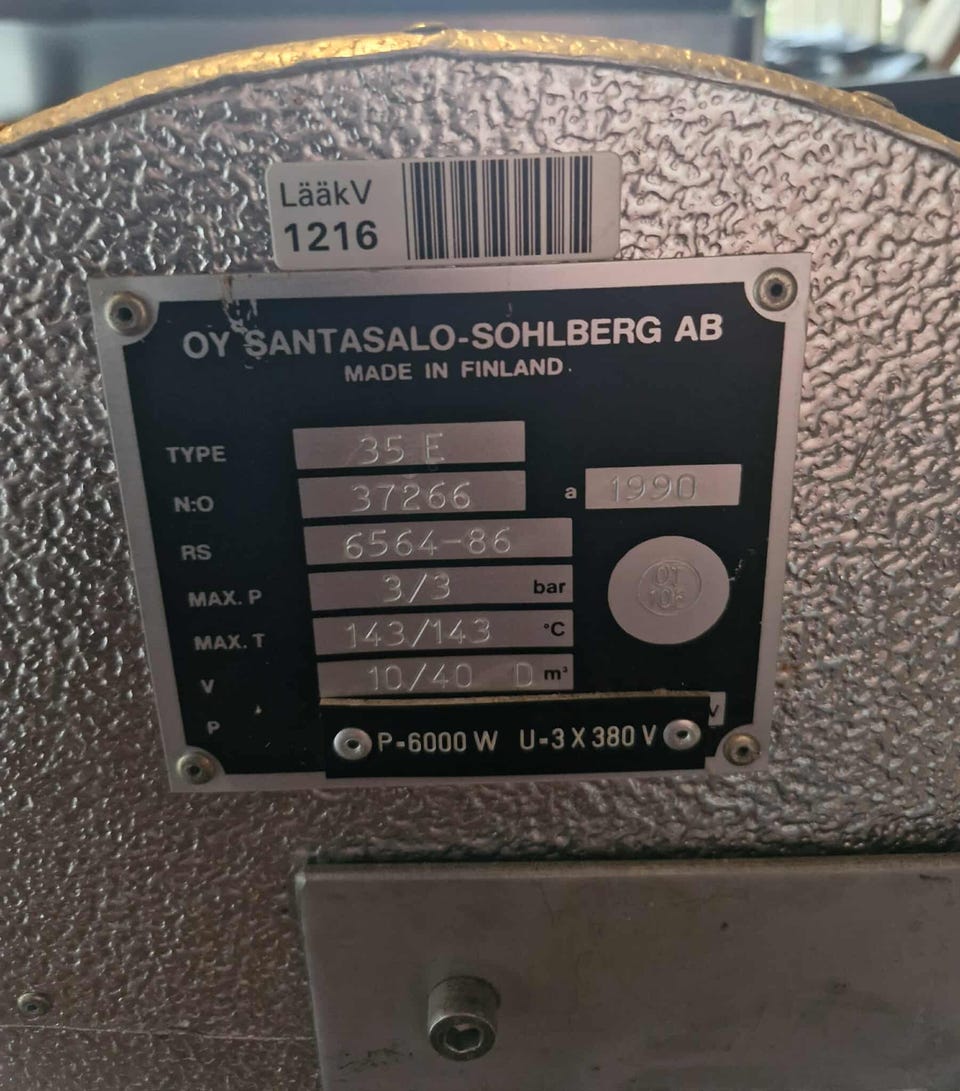 LääkV
1216
OY SANTASALO-SOHLBERG AB
MADE IN FINLAND
TYPE 35 E
N:O 37266 a 1990
RS 6564-86
MAX. P 3/3 bar
MAX. T 143/143 °C
V 10/40 D m³
P V
P-6000 W U-3 X 380 V